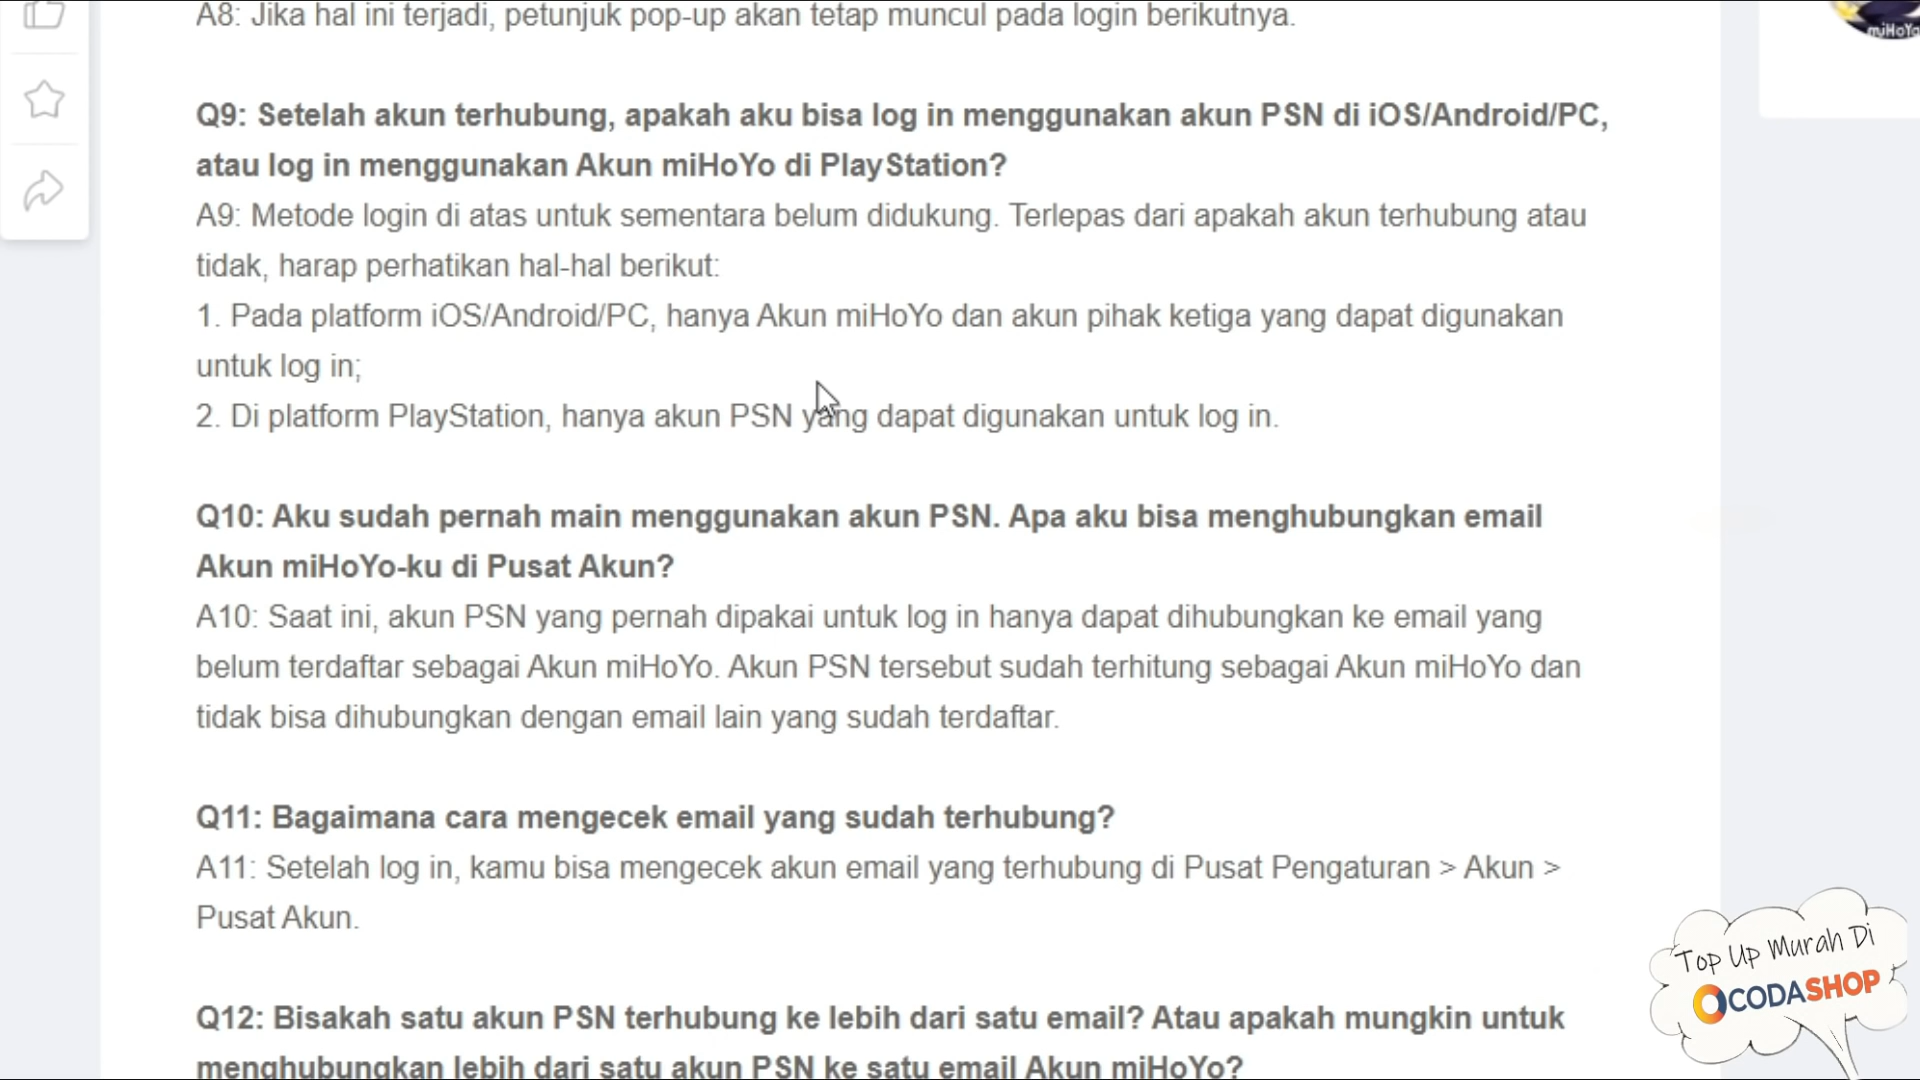 A8: Jika hal ini terjadi, petunjuk pop-up akan tetap muncul pada login berikutnya.
miHoYo
Q9: Setelah akun terhubung, apakah aku bisa log in menggunakan akun PSN di iOS/Android/PC,
atau log in menggunakan Akun miHoYo di PlayStation?
A9: Metode login di atas untuk sementara belum didukung. Terlepas dari apakah akun terhubung atau
tidak, harap perhatikan hal-hal berikut:
1. Pada platform iOS/Android/PC, hanya Akun miHoYo dan akun pihak ketiga yang dapat digunakan
untuk log in;
2. Di platform PlayStation, hanya akun PSN yang dapat digunakan untuk log in.
Q10: Aku sudah pernah main menggunakan akun PSN. Apa aku bisa menghubungkan email
Akun miHoYo-ku di Pusat Akun?
A10: Saat ini, akun PSN yang pernah dipakai untuk log in hanya dapat dihubungkan ke email yang
belum terdaftar sebagai Akun miHoYo. Akun PSN tersebut sudah terhitung sebagai Akun miHoYo dan
tidak bisa dihubungkan dengan email lain yang sudah terdaftar.
Q11: Bagaimana cara mengecek email yang sudah terhubung?
A11: Setelah log in, kamu bisa mengecek akun email yang terhubung di Pusat Pengaturan > Akun >
Pusat Akun.
Top Up Murah Di
CODASHOP
Q12: Bisakah satu akun PSN terhubung ke lebih dari satu email? Atau apakah mungkin untuk
menghubungkan lebih dari satu akun PSN ke satu email Akun miHoYo?